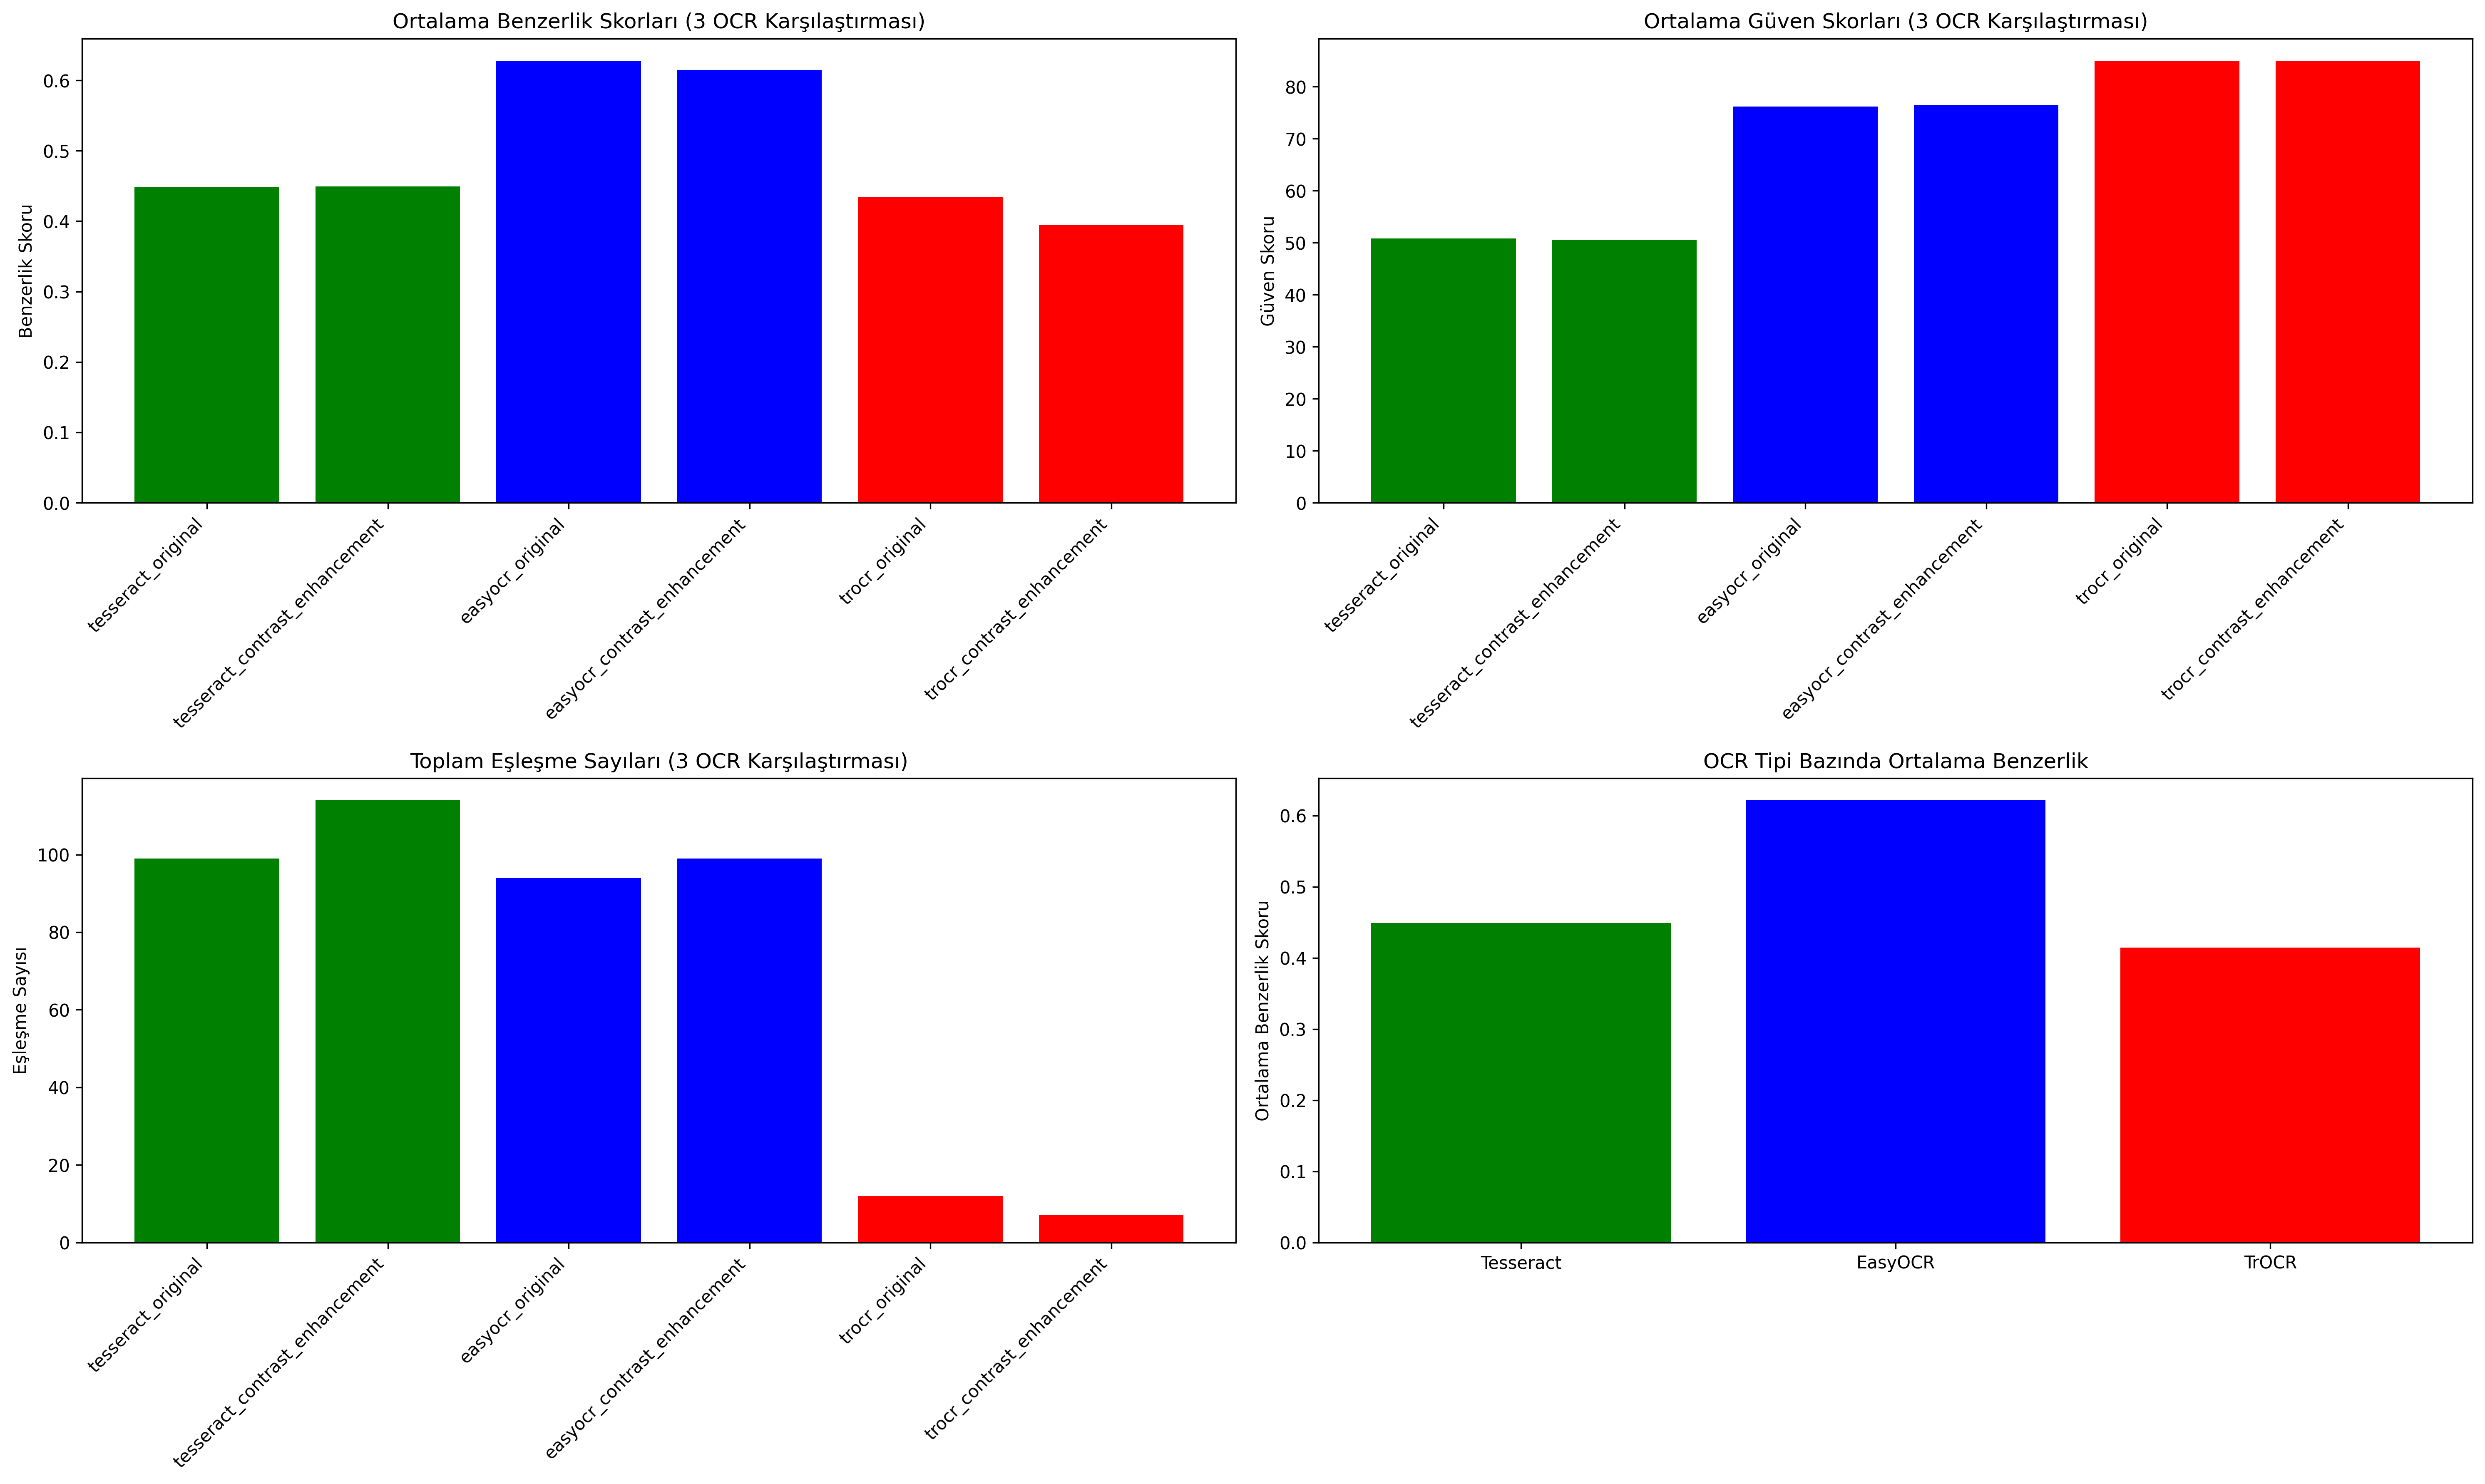 Ortalama Benzerlik Skorları (3 OCR Karşılaştırması)
Benzerlik Skoru
0.6
0.5
0.4
0.3
0.2
0.1
0.0
tesseract_original
tesseract_contrast_enhancement
easyocr_original
easyocr_contrast_enhancement
trocr_original
trocr_contrast_enhancement
Ortalama Güven Skorları (3 OCR Karşılaştırması)
Güven Skoru
80
70
60
50
40
30
20
10
0
tesseract_original
tesseract_contrast_enhancement
easyocr_original
easyocr_contrast_enhancement
trocr_original
trocr_contrast_enhancement
Toplam Eşleşme Sayıları (3 OCR Karşılaştırması)
Eşleşme Sayısı
100
80
60
40
20
0
tesseract_original
tesseract_contrast_enhancement
easyocr_original
easyocr_contrast_enhancement
trocr_original
trocr_contrast_enhancement
OCR Tipi Bazında Ortalama Benzerlik
Ortalama Benzerlik Skoru
0.6
0.5
0.4
0.3
0.2
0.1
0.0
Tesseract
EasyOCR
TrOCR